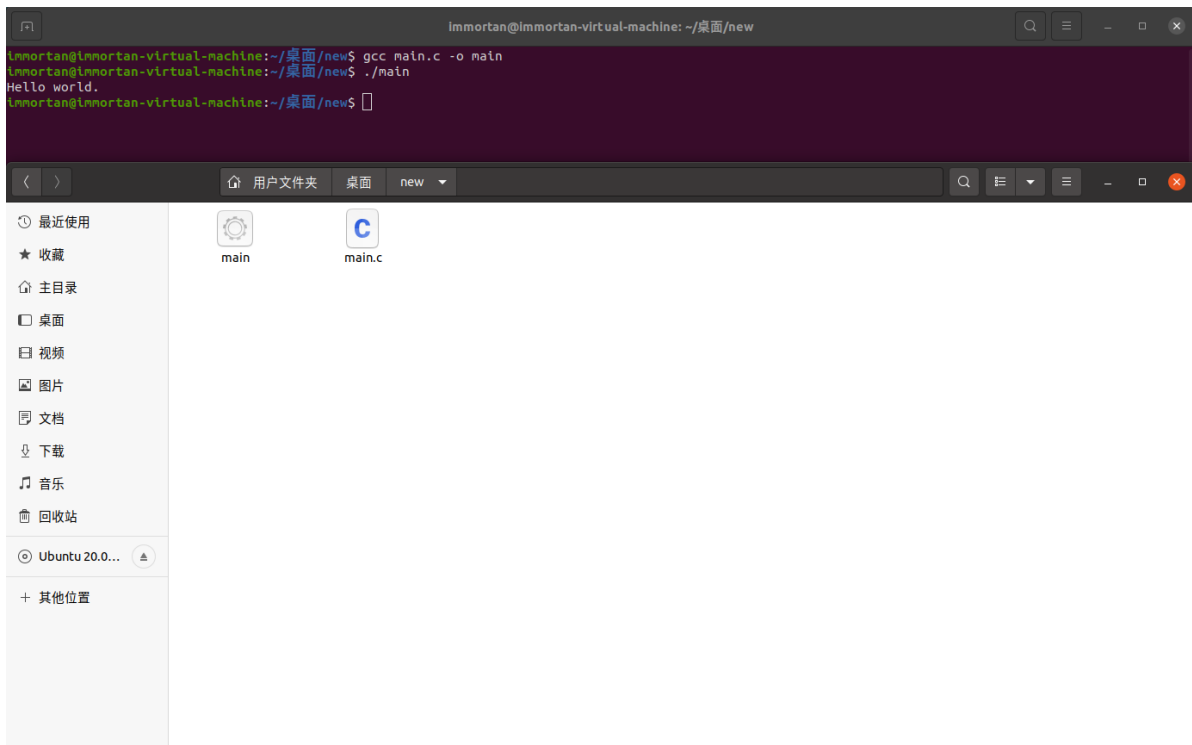 immortan@immortan-virtual-machine: ~/桌面/new
immortan@immortan-virtual-machine:~/桌面/new$ gcc main.c -o main
immortan@immortan-virtual-machine:~/桌面/new$ ./main
Hello world.
immortan@immortan-virtual-machine:~/桌面/new$
用户文件夹 桌面 new
最近使用
收藏
主目录
桌面
视频
图片
文档
下载
音乐
回收站
Ubuntu 20.0...
其他位置
main main.c